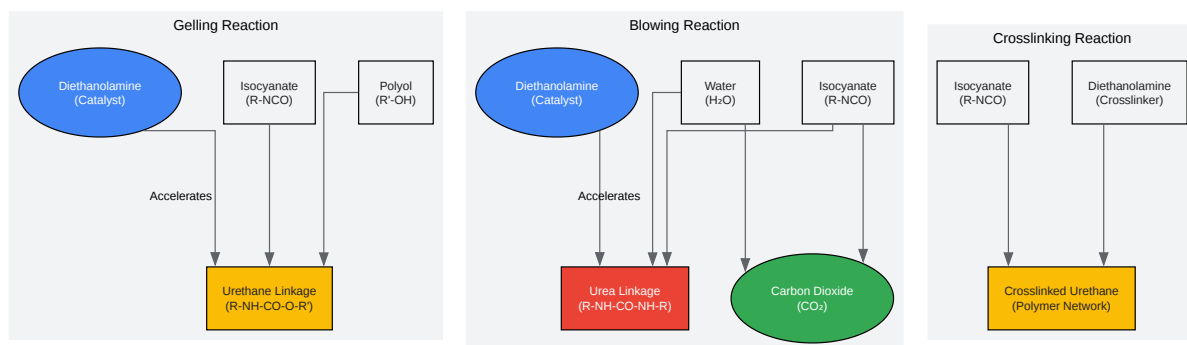 Gelling Reaction
Diethanolamine
(Catalyst)
Isocyanate
(R-NCO)
Polyol
(R'-OH)
Accelerates
Urethane Linkage
(R-NH-CO-O-R')
Blowing Reaction
Diethanolamine
(Catalyst)
Water
(H₂O)
Isocyanate
(R-NCO)
Accelerates
Urea Linkage
(R-NH-CO-NH-R)
Carbon Dioxide
(CO₂)
Crosslinking Reaction
Isocyanate
(R-NCO)
Diethanolamine
(Crosslinker)
Crosslinked Urethane
(Polymer Network)